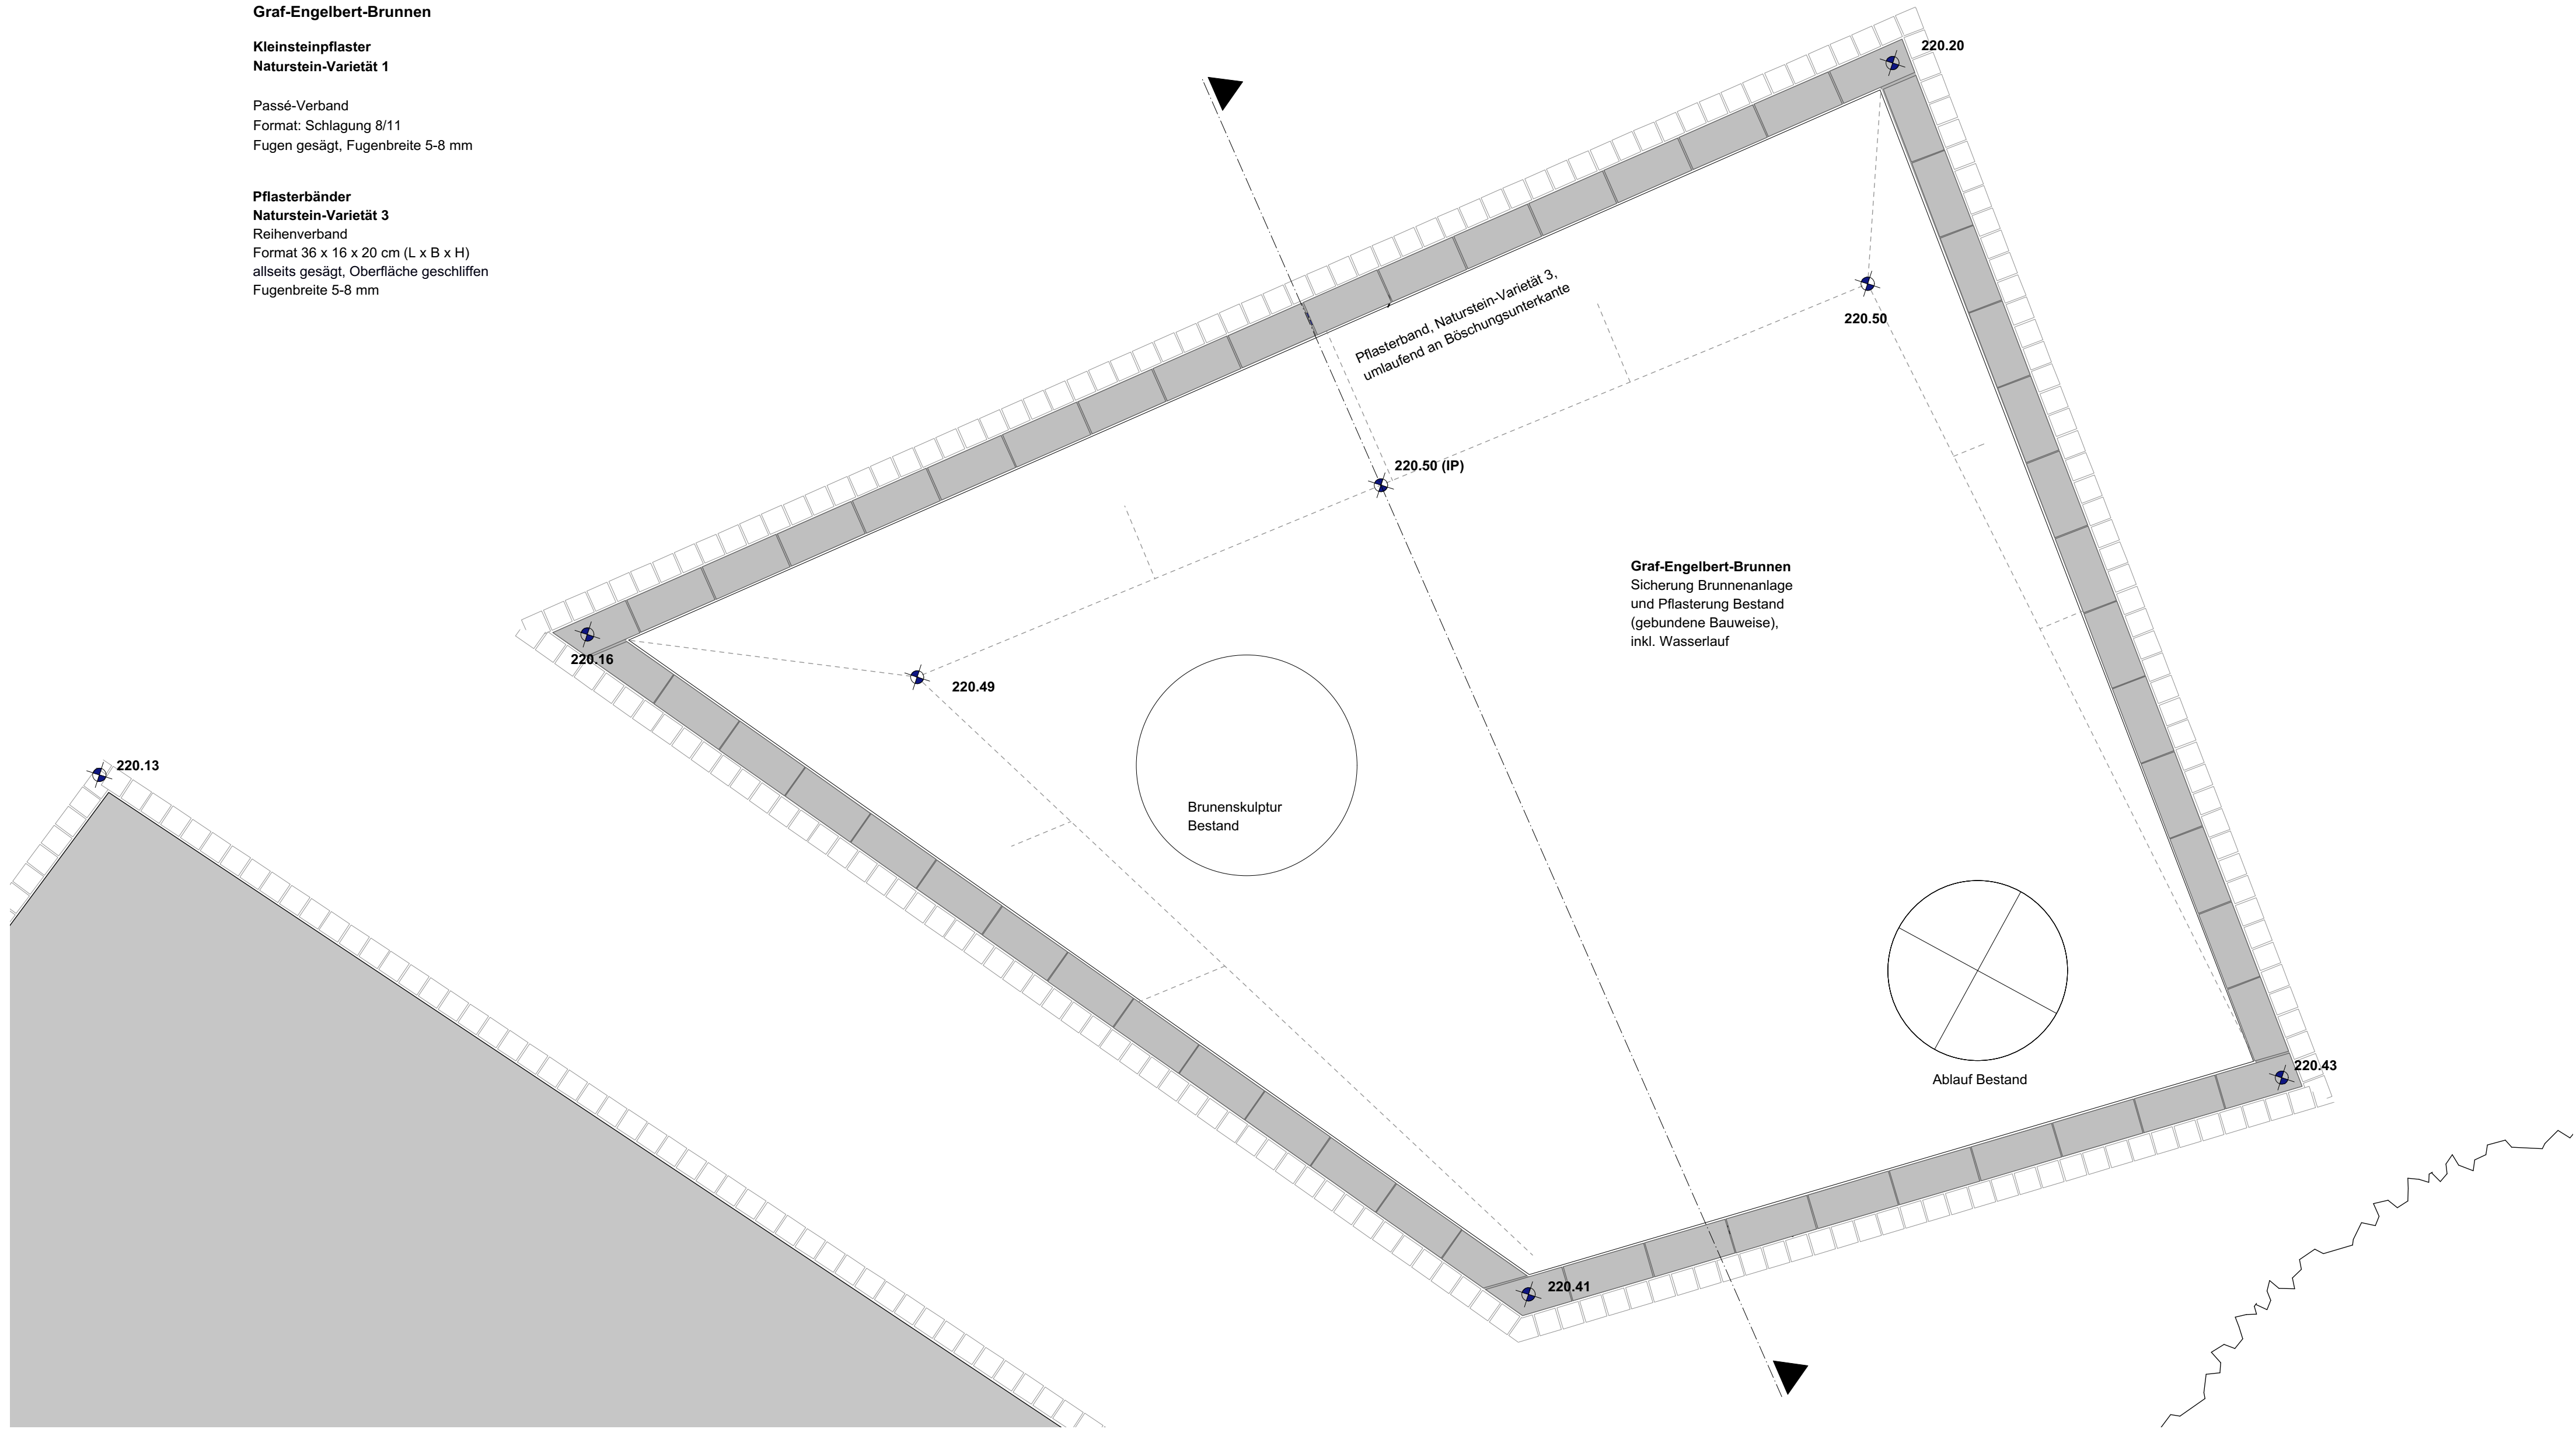 Graf-Engelbert-Brunnen
Kleinsteinpflaster
Naturstein-Varietät 1
Passé-Verband
Format: Schlagung 8/11
Fugen gesägt, Fugenbreite 5-8 mm
Pflasterbänder
Naturstein-Varietät 3
Reihenverband
Format 36 x 16 x 20 cm (L x B x H)
allseits gesägt, Oberfläche geschliffen
Fugenbreite 5-8 mm
220.20
Pflasterband, Naturstein-Varietät 3,
umlaufend an Böschungsunterkante
220.50
220.50 (IP)
Graf-Engelbert-Brunnen
Sicherung Brunnenanlage
und Pflasterung Bestand
(gebundene Bauweise),
inkl. Wasserlauf
220.16
220.49
220.13
Brunenskulptur
Bestand
220.43
Ablauf Bestand
220.41